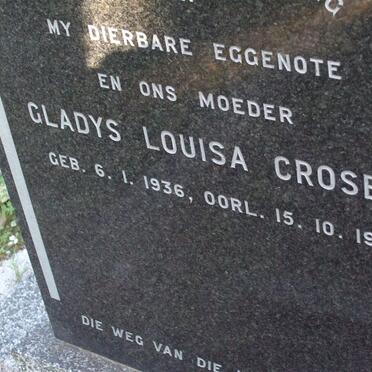 MY DIERBARE EGGENOTE
EN ONS MOEDER
GLADYS LOUISA CROSB
GEB. 6. 1. 1936, OORL. 15. 10. 19
DIE WEG VAN DIE